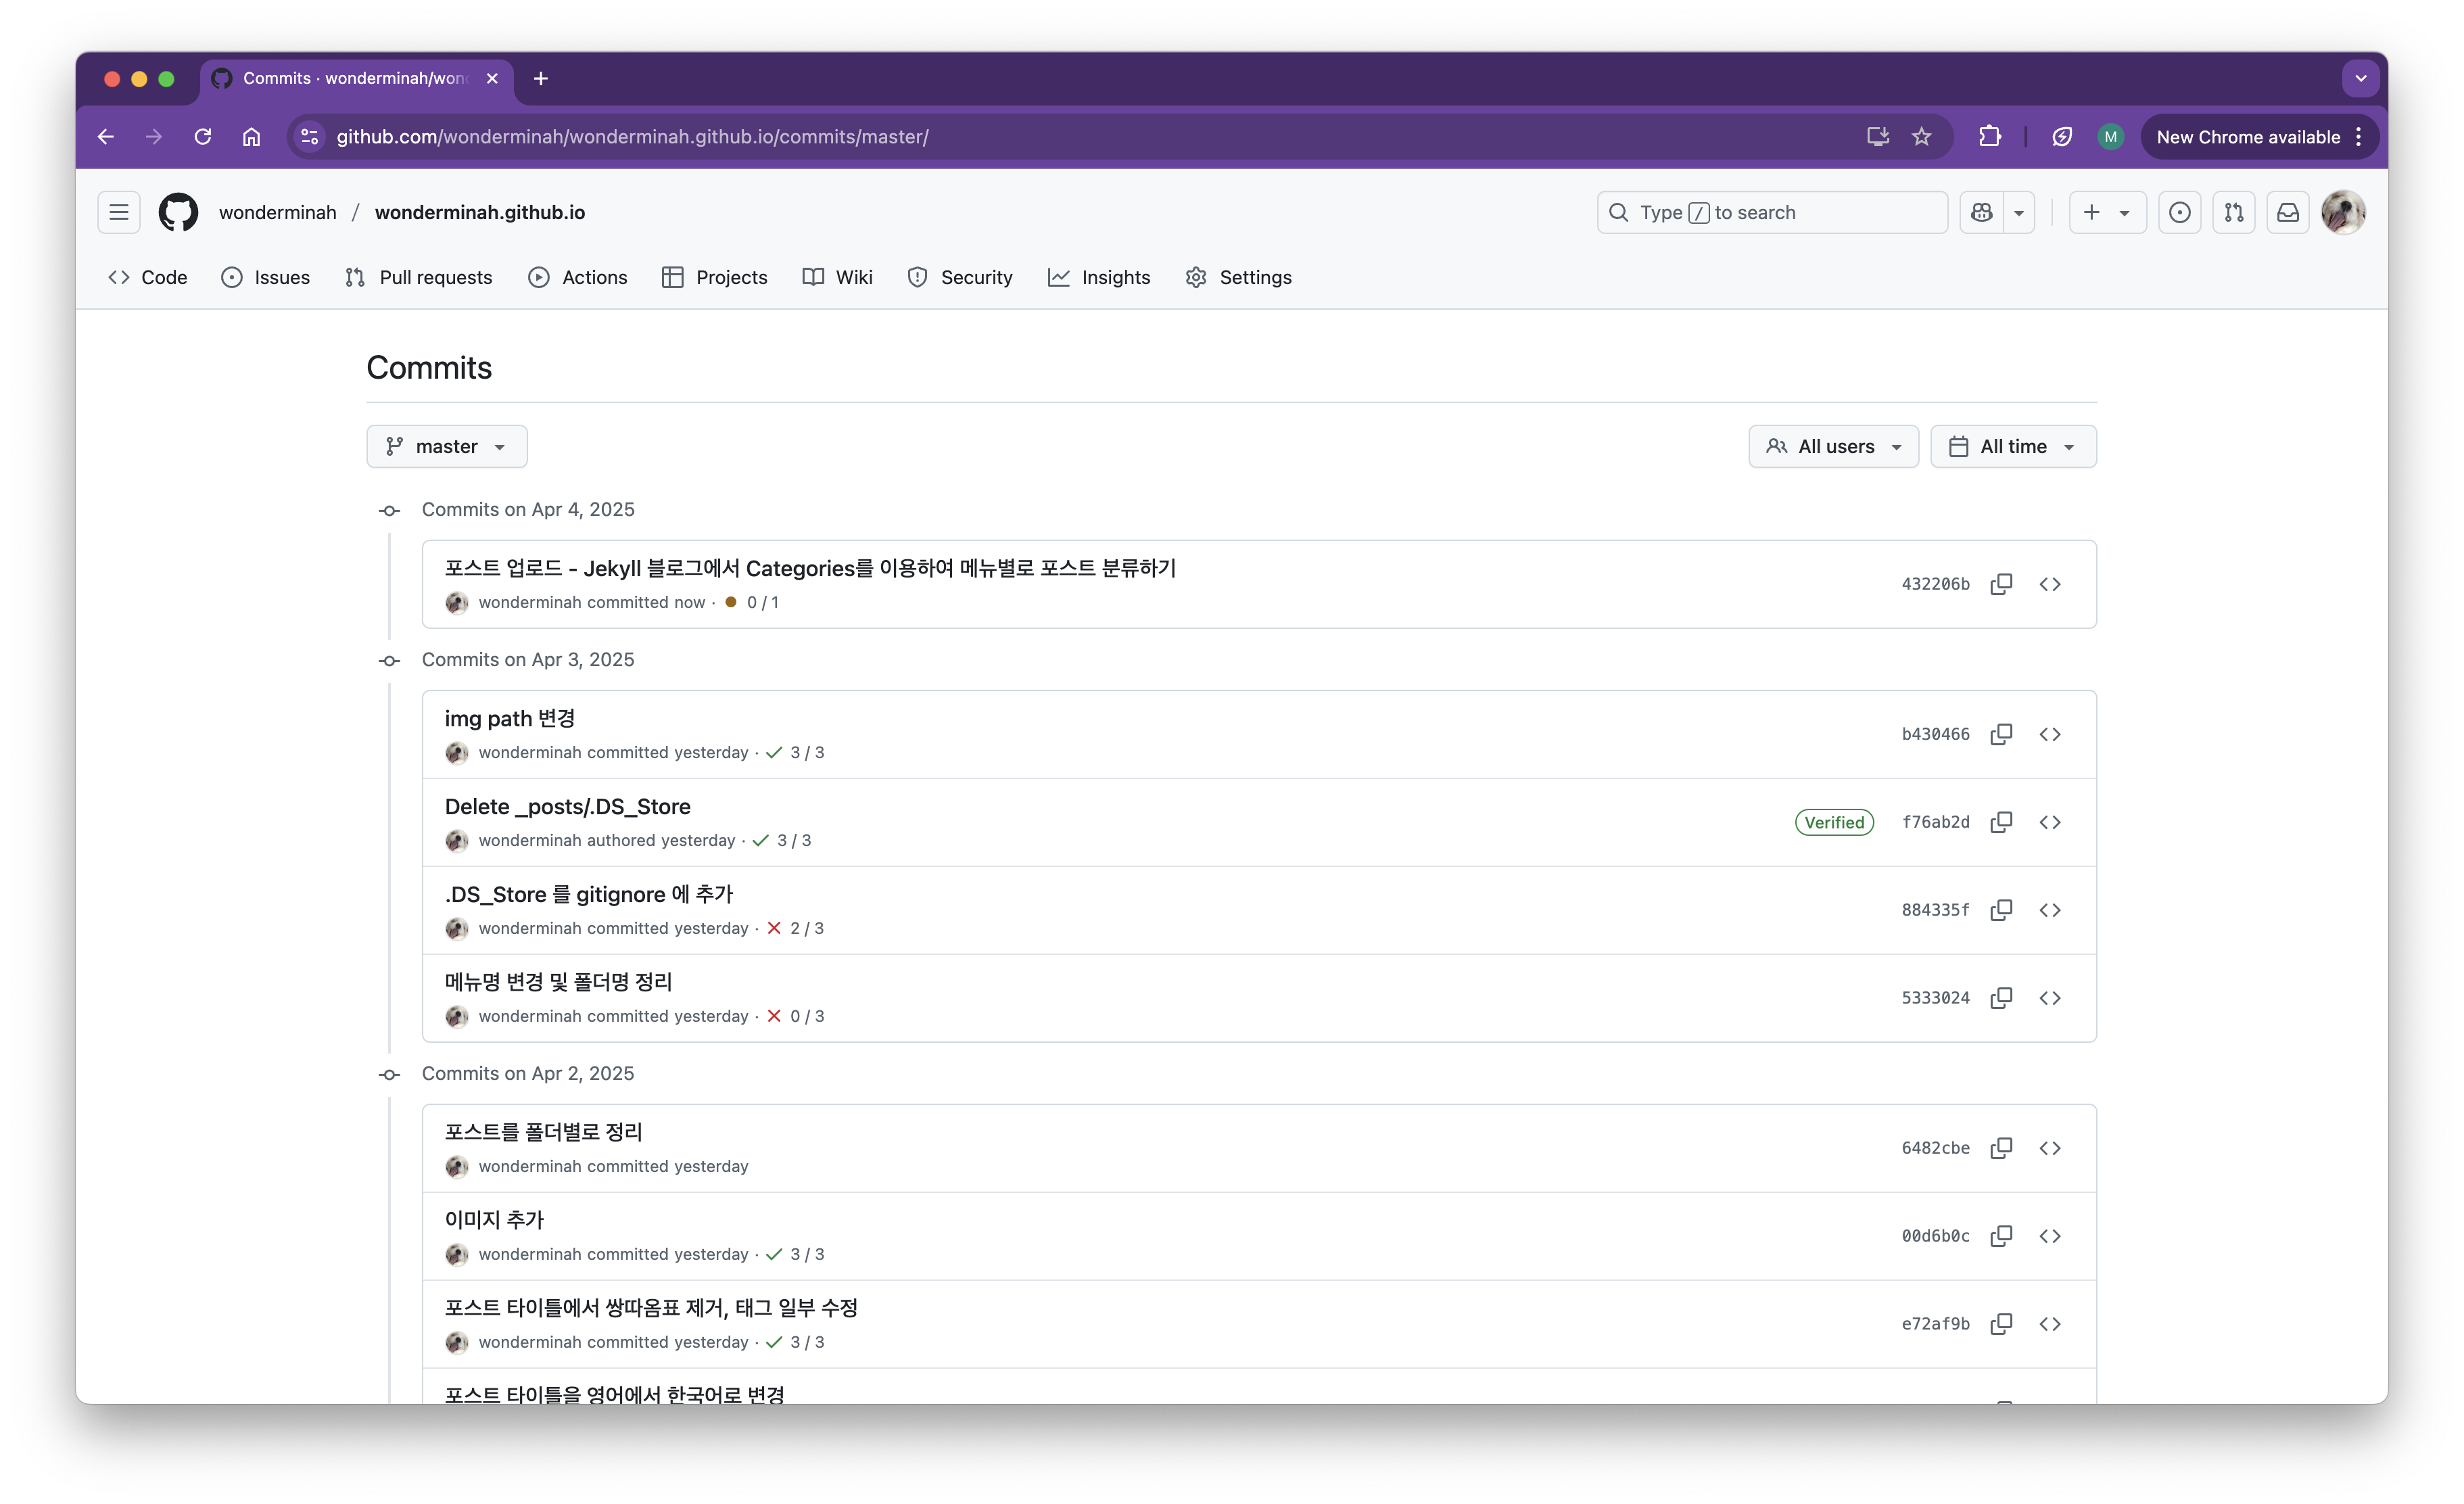 Commits · wonderminah/won
github.com/wonderminah/wonderminah.github.io/commits/master/
M
New Chrome available
wonderminah / wonderminah.github.io
Type / to search
Code Issues Pull requests Actions Projects Wiki Security Insights Settings
Commits
master
All users
All time
Commits on Apr 4, 2025
포스트 업로드 - Jekyll 블로그에서 Categories를 이용하여 메뉴별로 포스트 분류하기
432206b
wonderminah committed now · 0 / 1
Commits on Apr 3, 2025
img path 변경
b430466
wonderminah committed yesterday · 3 / 3
Delete _posts/.DS_Store
Verified f76ab2d
wonderminah authored yesterday · 3 / 3
.DS_Store 를 gitignore 에 추가
884335f
wonderminah committed yesterday · 2 / 3
메뉴명 변경 및 폴더명 정리
5333024
wonderminah committed yesterday · 0 / 3
Commits on Apr 2, 2025
포스트를 폴더별로 정리
6482cbe
wonderminah committed yesterday
이미지 추가
00d6b0c
wonderminah committed yesterday · 3 / 3
포스트 타이틀에서 쌍따옴표 제거, 태그 일부 수정
e72af9b
wonderminah committed yesterday · 3 / 3
포스트 타이틀을 영어에서 한국어로 변경